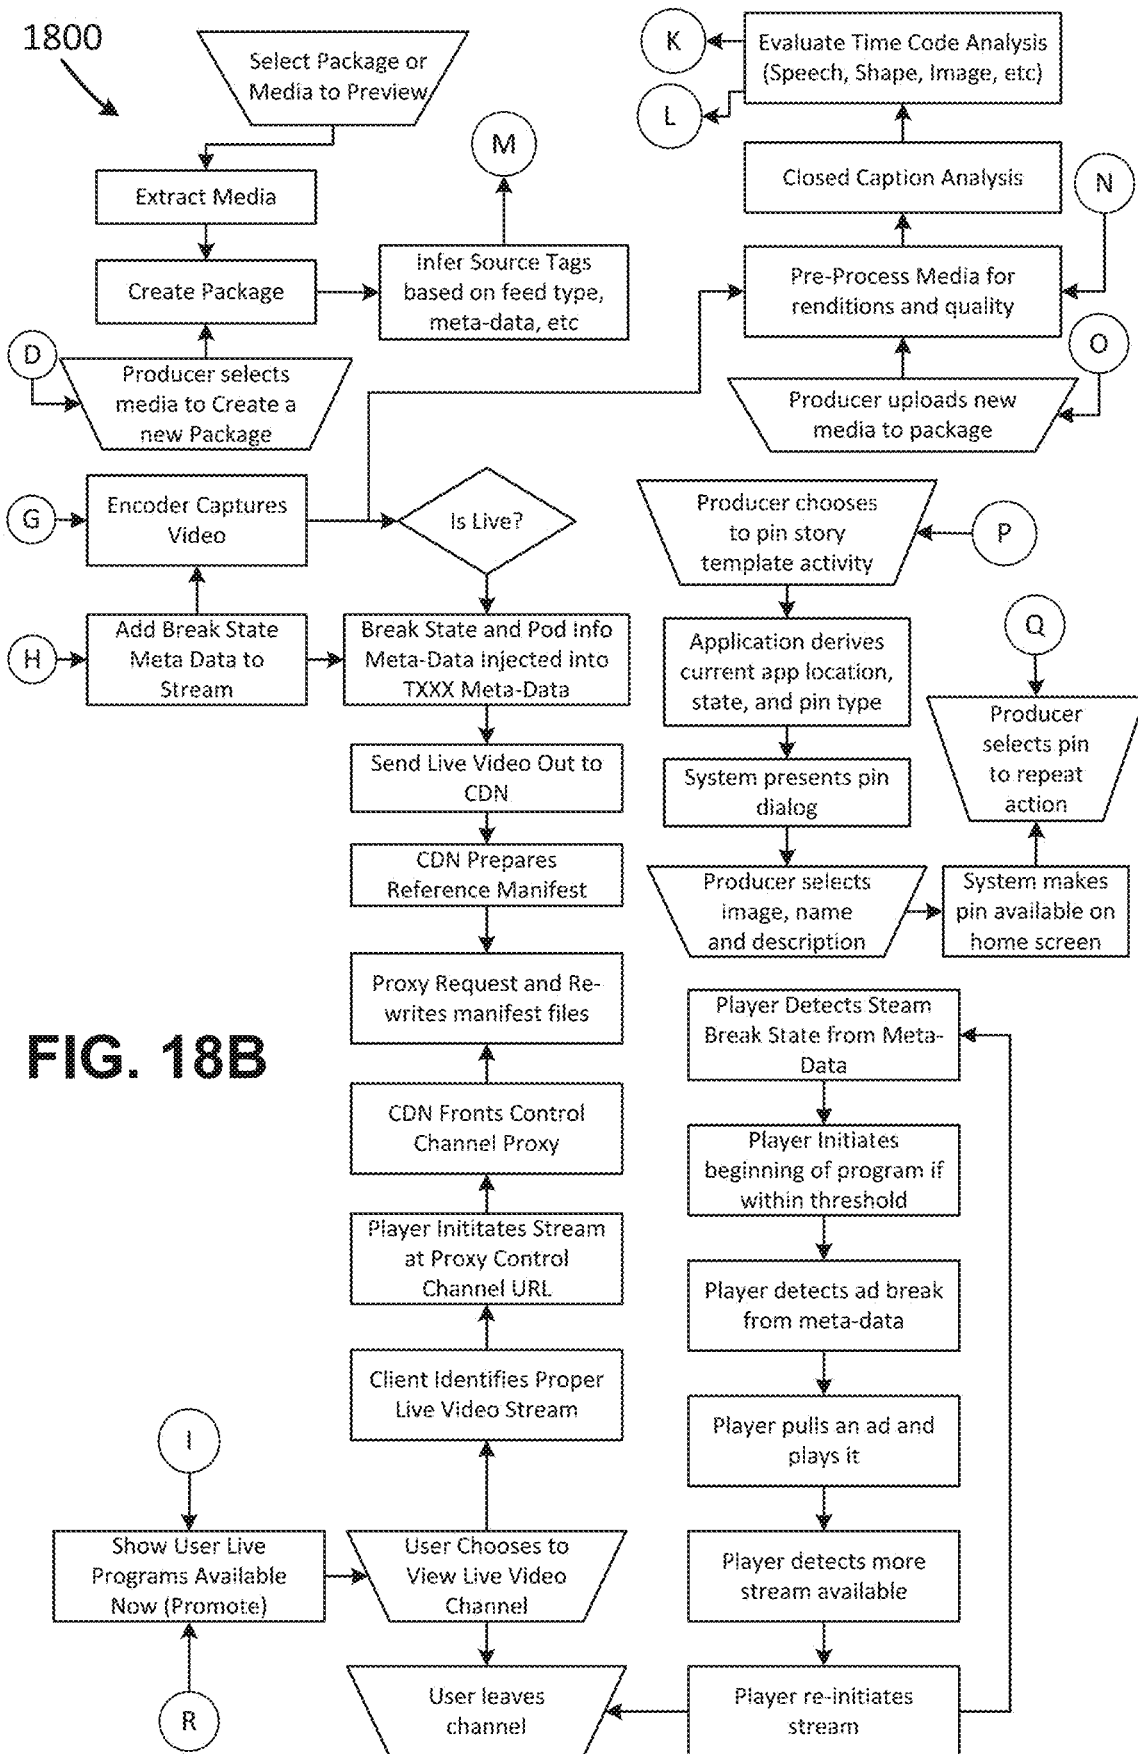 1800
Select Package or
Media to Preview
Extract Media
Create Package
Infer Source Tags
based on feed type,
meta-data, etc
M
D
Producer selects
media to Create a
new Package
K
L
Evaluate Time Code Analysis
(Speech, Shape, Image, etc)
Closed Caption Analysis
N
Pre-Process Media for
renditions and quality
O
Producer uploads new
media to package
G
Encoder Captures
Video
Is Live?
H
Add Break State
Meta Data to
Stream
Break State and Pod Info
Meta-Data injected into
TXXX Meta-Data
Send Live Video Out to
CDN
CDN Prepares
Reference Manifest
Proxy Request and Re-
writes manifest files
CDN Fronts Control
Channel Proxy
Player Inititates Stream
at Proxy Control
Channel URL
Client Identifies Proper
Live Video Stream
I
Show User Live
Programs Available
Now (Promote)
R
User Chooses to
View Live Video
Channel
User leaves
channel
Producer chooses
to pin story
template activity
P
Application derives
current app location,
state, and pin type
System presents pin
dialog
Producer selects
image, name
and description
System makes
pin available on
home screen
Q
Producer
selects pin
to repeat
action
Player Detects Steam
Break State from Meta-
Data
Player Initiates
beginning of program if
within threshold
Player detects ad break
from meta-data
Player pulls an ad and
plays it
Player detects more
stream available
Player re-initiates
stream
FIG. 18B